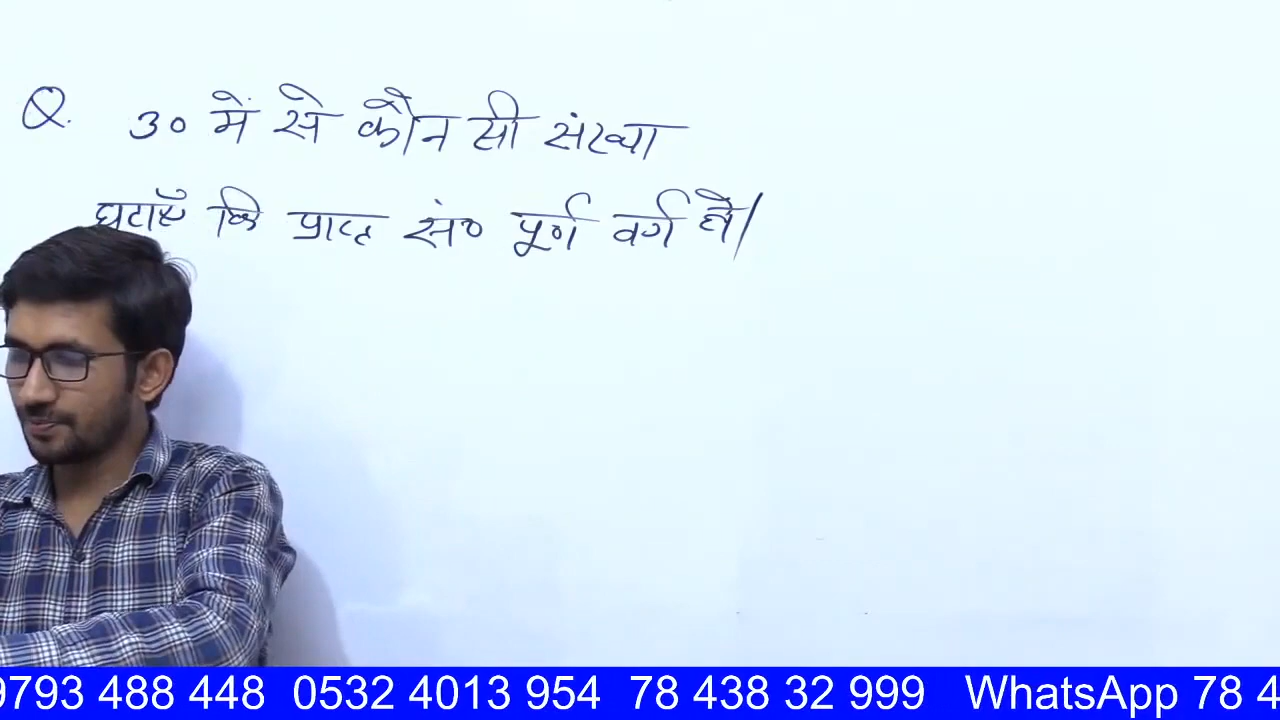 Q. 30 में से कौन सी संख्या
घटाएँ कि प्राप्त सं० पूर्ण वर्ग हो।
9793 488 448 0532 4013 954 78 438 32 999 WhatsApp 78 4